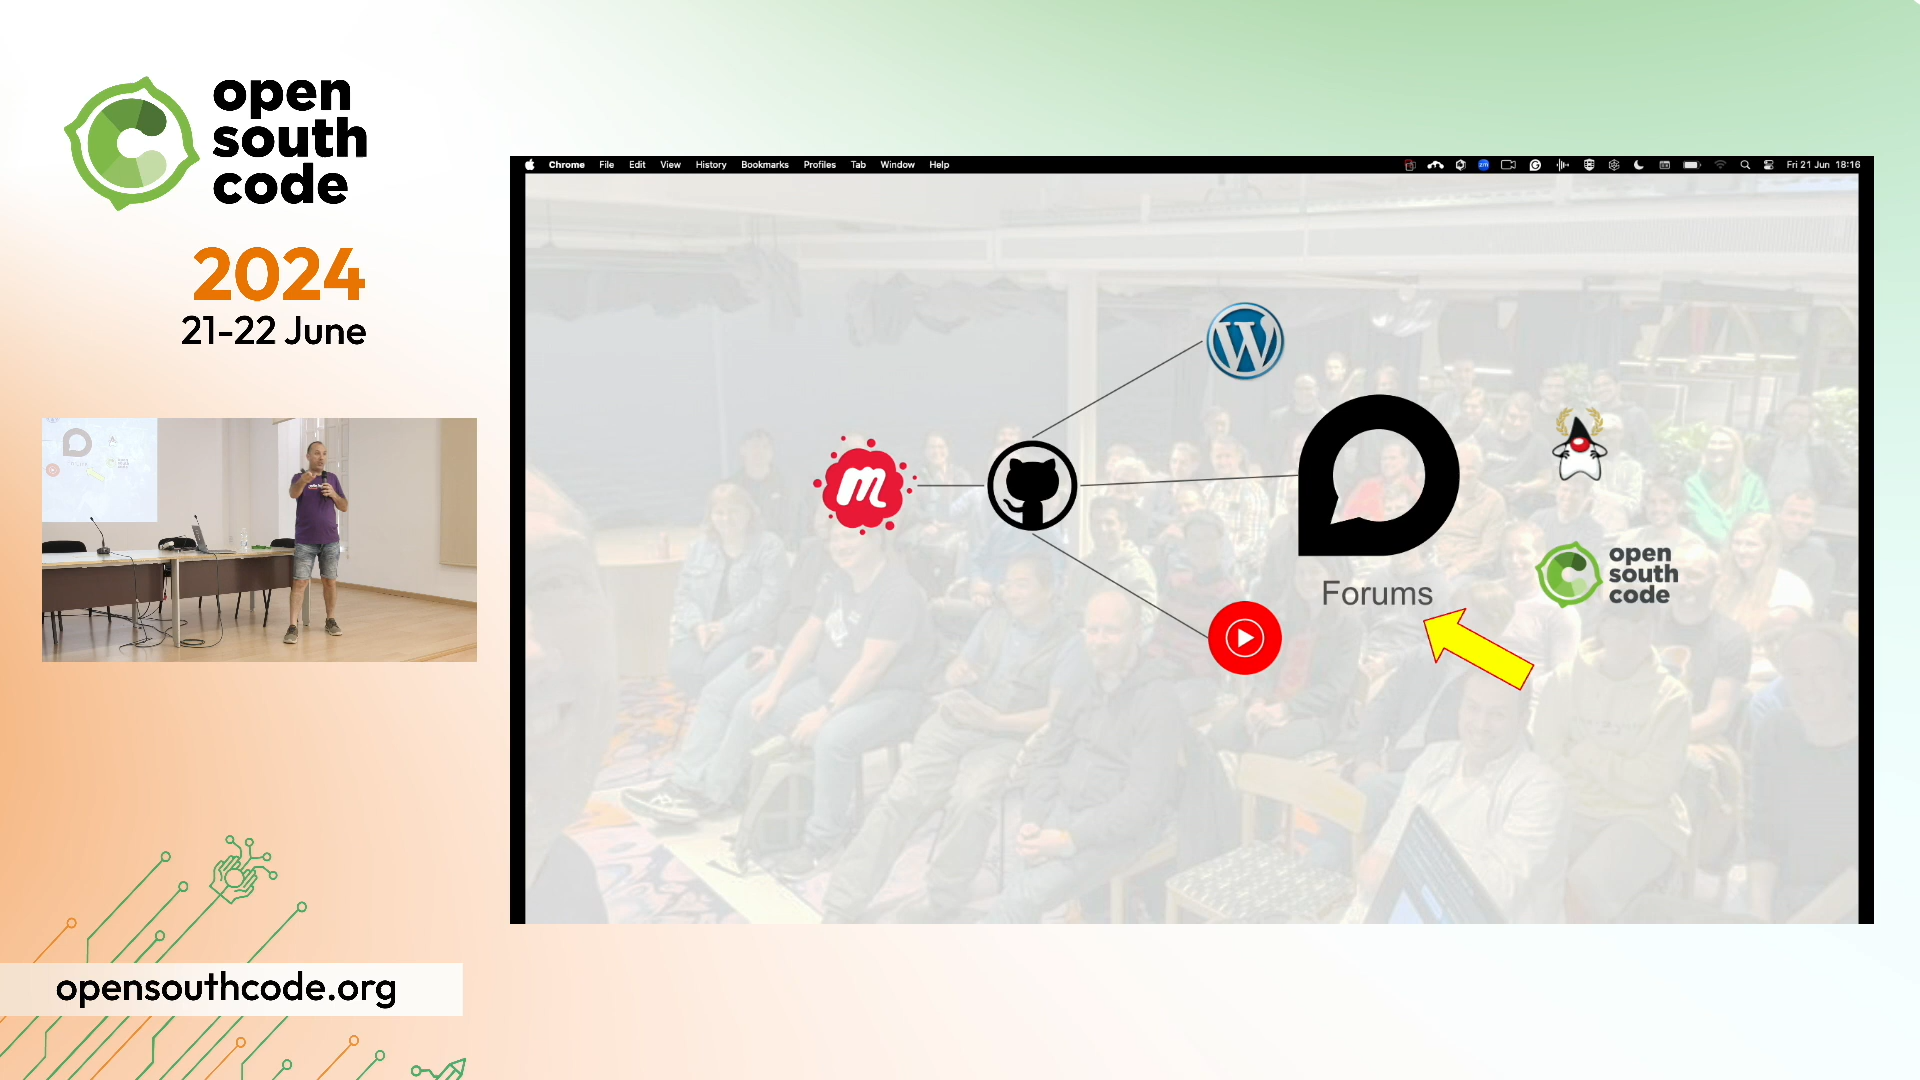 open
south
code
2024
21-22 June
Chrome File Edit View History Bookmarks Profiles Tab Window Help
Fri 21 Jun 18:16
W
m
Forums
open
south
code
opensouthcode.org